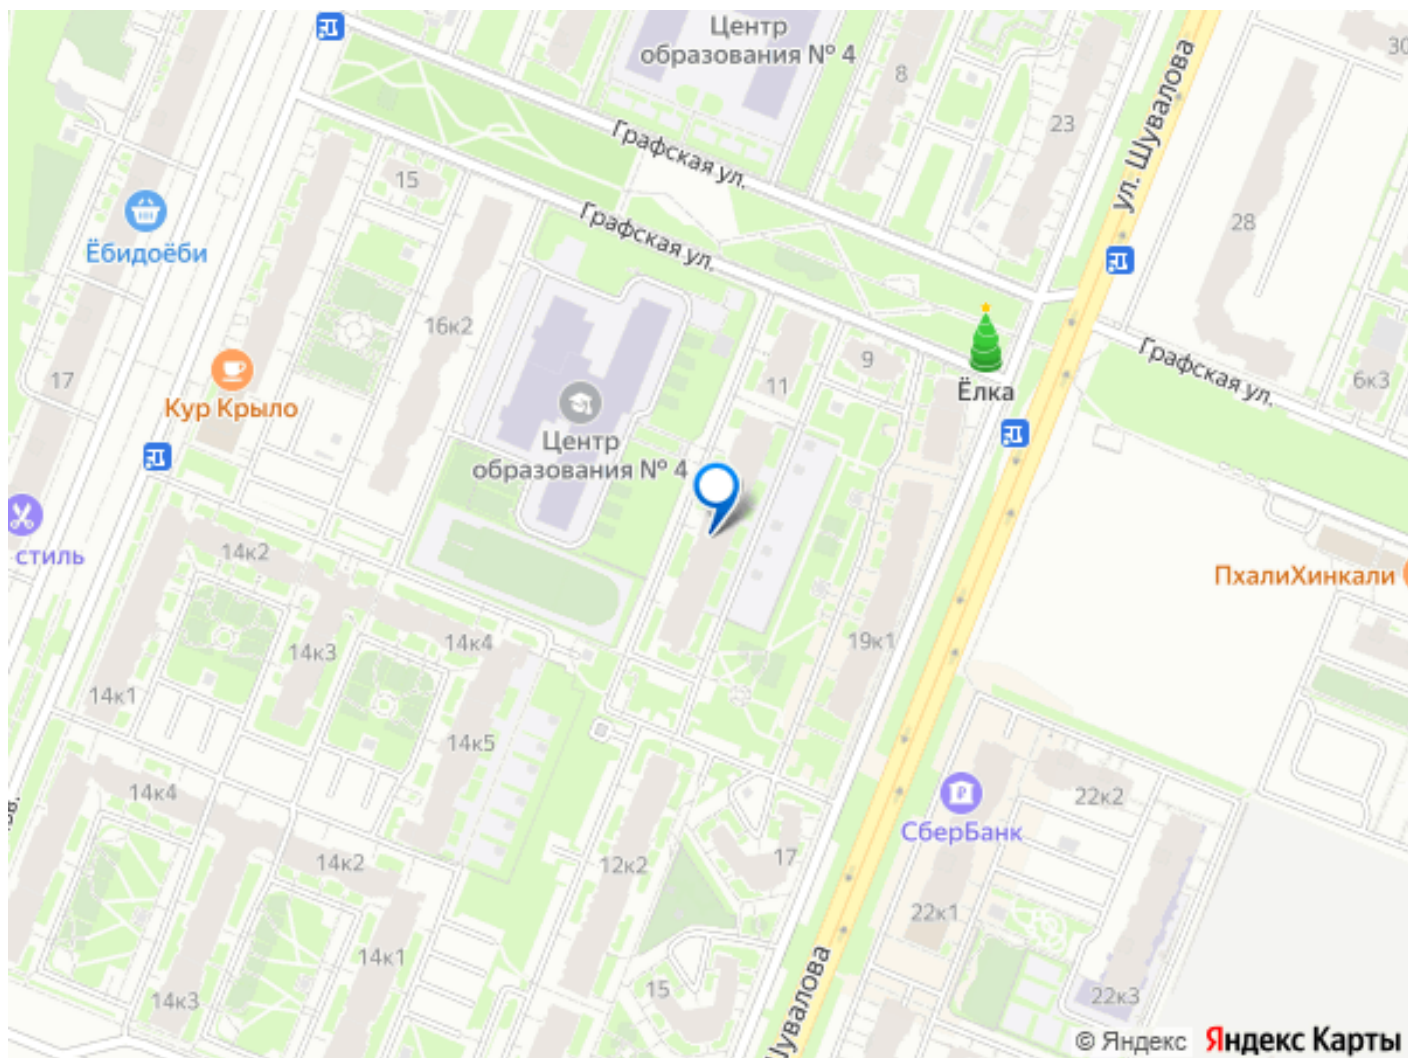 Центр
образования № 4
30
8
23
ул. Шувалова
Графская ул.
15
Графская ул.
28
Ёбидоёби
16к2
Графская ул.
17
11
9
6к3
Кур Крыло
Ёлка
Центр
образования № 4
стиль
14к2
ПхалиХинкали
14к3
14к4
19к1
14к1
14к5
14к4
22к2
СберБанк
14к2
12к2
17
22к1
14к1
15
14к3
22к3
© Яндекс
Яндекс Карты